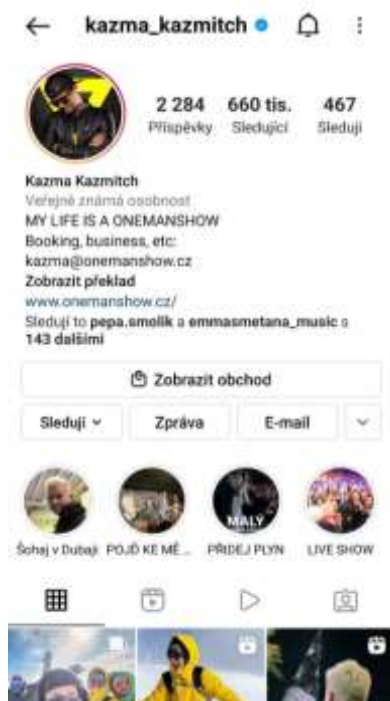 kazma_kazmitch
2 284 660 tis. 467
Příspěvky Sledující Sleduji
Kazma Kazmitch
Veřejně známá osobnost
MY LIFE IS A ONEMANSHOW
Booking, business, etc:
kazma@onemanshow.cz
Zobrazit překlad
www.onemanshow.cz/
Sledují to pepa.smolik a emmasmetana_music s
143 dalšími
Zobrazit obchod
Sleduji Zpráva E-mail
MALÝ
Šohaj v Dubaji POJĎ KE MĚ ... PŘIDEJ PLYN LIVE SHOW